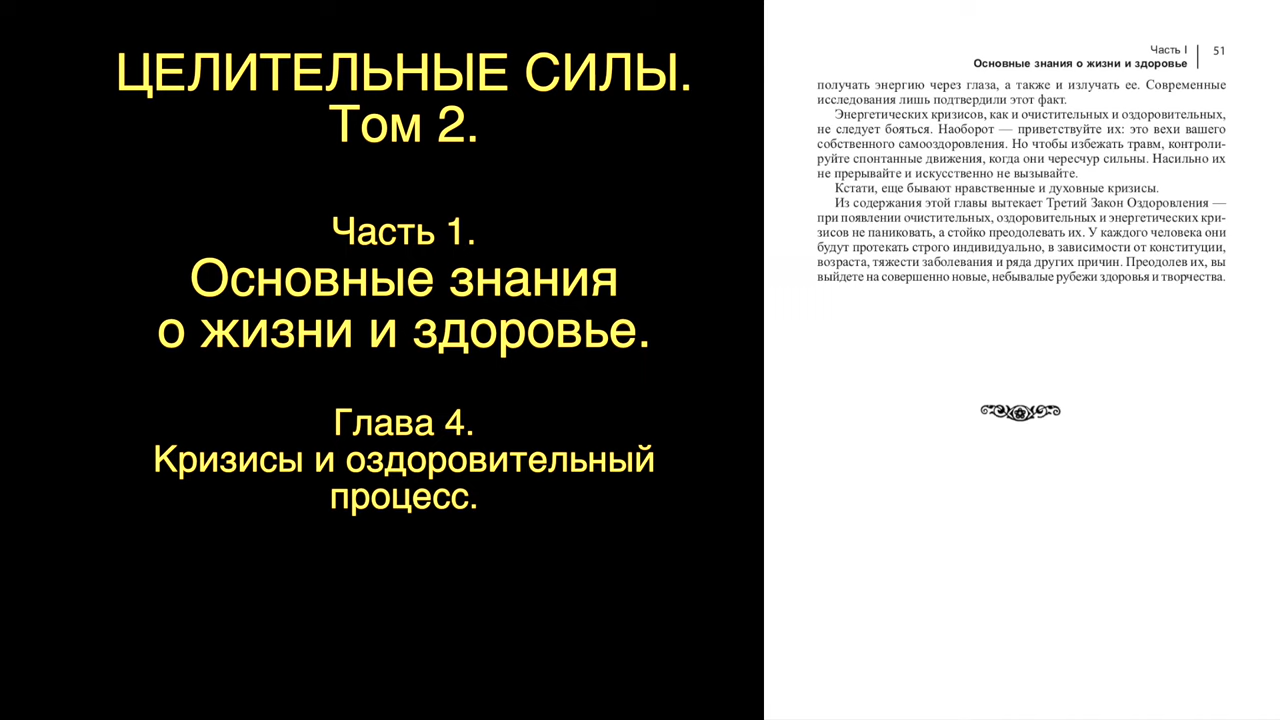 ЦЕЛИТЕЛЬНЫЕ СИЛЫ.
Том 2.
Часть 1.
Основные знания
о жизни и здоровье.
Глава 4.
Кризисы и оздоровительный
процесс.
Часть I
51
Основные знания о жизни и здоровье
получать энергию через глаза, а также и излучать ее. Современные
исследования лишь подтвердили этот факт.
Энергетических кризисов, как и очистительных и оздоровительных,
не следует бояться. Наоборот — приветствуйте их: это вехи вашего
собственного самооздоровления. Но чтобы избежать травм, контроли-
руйте спонтанные движения, когда они чересчур сильны. Насильно их
не прерывайте и искусственно не вызывайте.
Кстати, еще бывают нравственные и духовные кризисы.
Из содержания этой главы вытекает Третий Закон Оздоровления —
при появлении очистительных, оздоровительных и энергетических кри-
зисов не паниковать, а стойко преодолевать их. У каждого человека они
будут протекать строго индивидуально, в зависимости от конституции,
возраста, тяжести заболевания и ряда других причин. Преодолев их, вы
выйдете на совершенно новые, небывалые рубежи здоровья и творчества.